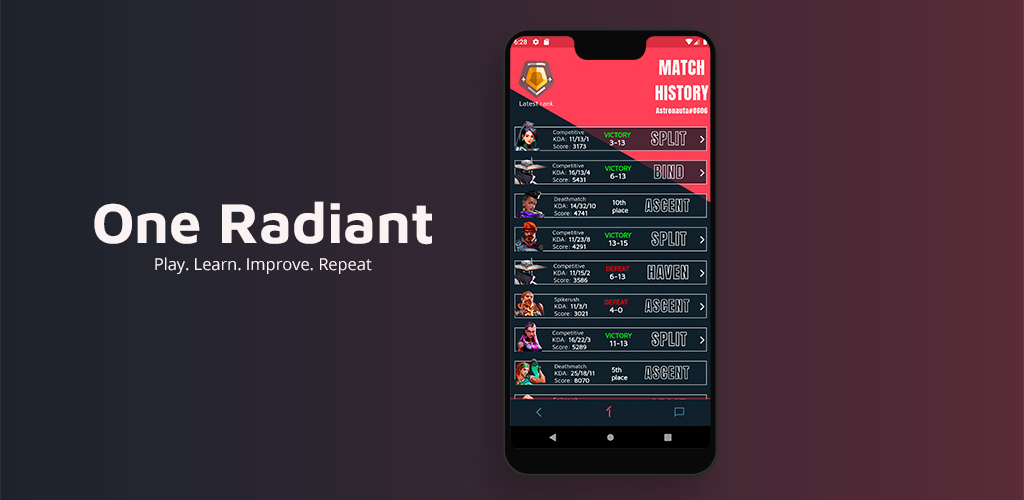 One Radiant
Play. Learn. Improve. Repeat
6:28
Latest rank
MATCH
HISTORY
Astronauta#8606
Competitive
KDA: 11/13/1
Score: 3173
VICTORY
3-13
SPLIT
Competitive
KDA: 16/13/4
Score: 5431
VICTORY
6-13
BIND
Deathmatch
KDA: 14/32/10
Score: 4741
10th
place
ASCENT
Competitive
KDA: 11/23/8
Score: 4291
VICTORY
13-15
SPLIT
Competitive
KDA: 11/15/2
Score: 3586
DEFEAT
6-13
HAVEN
Spikerush
KDA: 11/3/1
Score: 3021
DEFEAT
4-0
ASCENT
Competitive
KDA: 16/22/3
Score: 5289
VICTORY
11-13
SPLIT
Deathmatch
KDA: 25/18/11
Score: 8070
5th
place
ASCENT